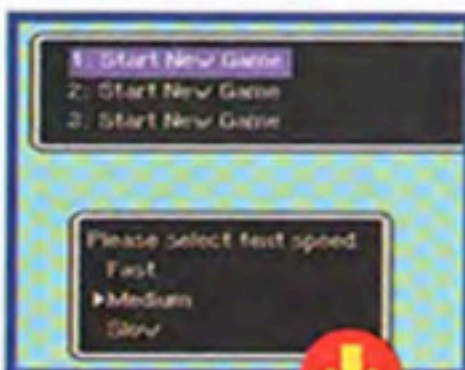 1: Start New Game
2: Start New Game
3: Start New Game
Please select text speed.
Fast
▶Medium
Slow